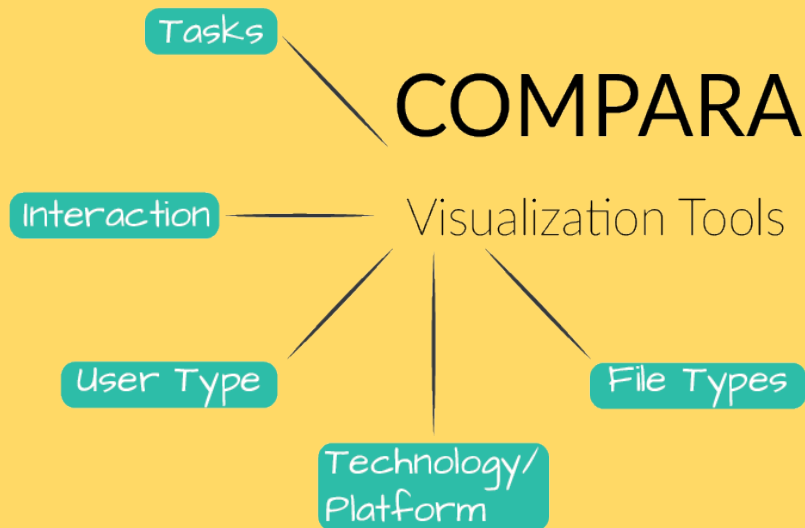 Tasks
COMPARA
Interaction
Visualization Tools
User Type
File Types
Technology/
Platform